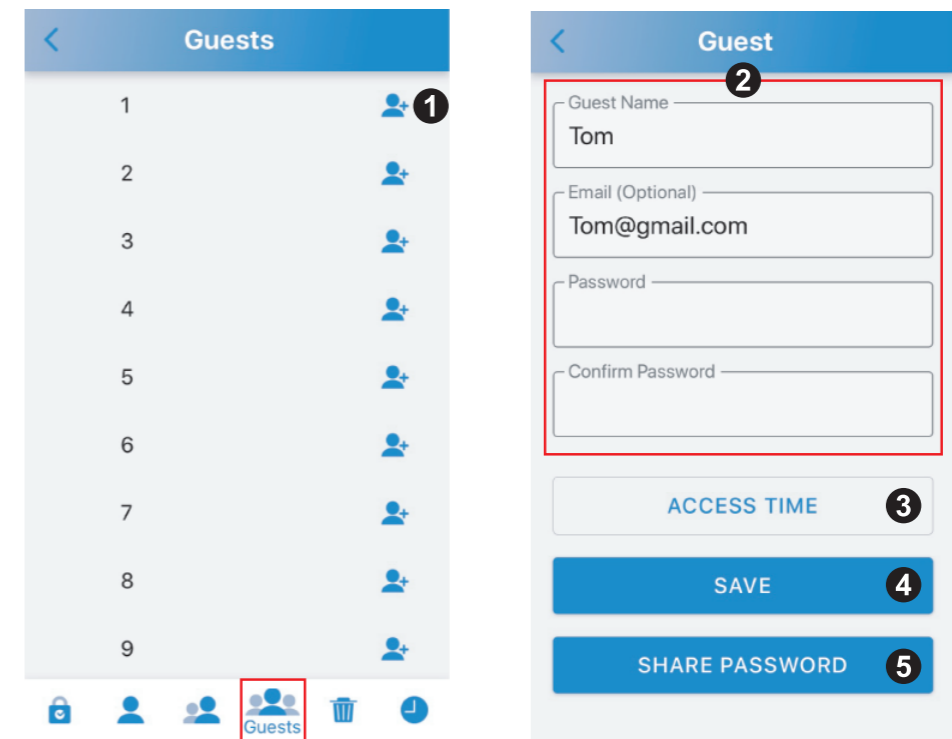 Guests
1
1
2
3
4
5
6
7
8
9
Guests
Guest
2
Guest Name
Tom
Email (Optional)
Tom@gmail.com
Password
Confirm Password
ACCESS TIME
3
SAVE
4
SHARE PASSWORD
5